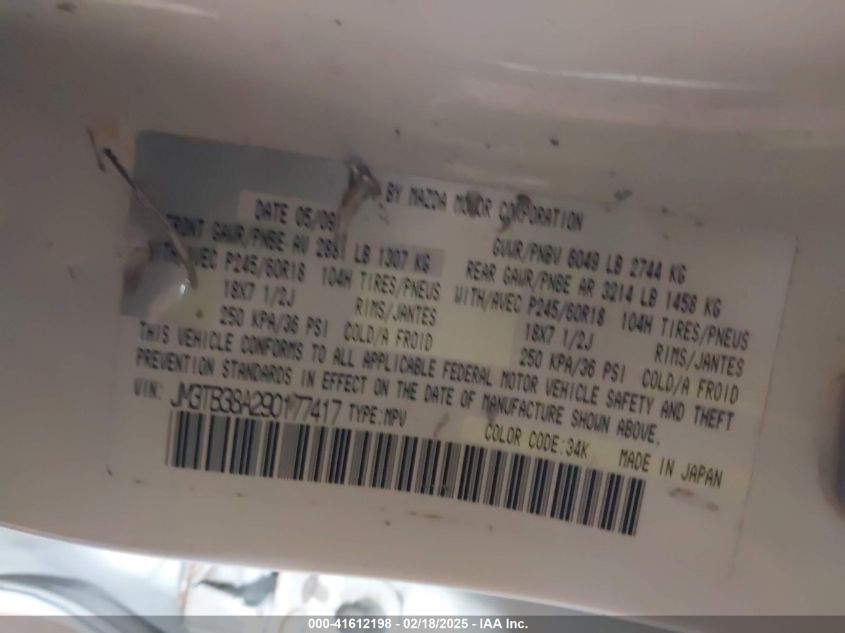 BY MAZDA MOTOR CORPORATION
DATE 05/09
GVWR/PNBV 6049 LB 2744 KG
FRONT GAWR/PNBE AV 2881 LB 1307 KG
REAR GAWR/PNBE AR 3214 LB 1458 KG
WITH/AVEC P245/60R18 104H TIRES/PNEUS
WITH/AVEC P245/60R18 104H TIRES/PNEUS
18X7 1/2J RIMS/JANTES
18X7 1/2J RIMS/JANTES
250 KPA/36 PSI COLD/A FROID
250 KPA/36 PSI COLD/A FROID
THIS VEHICLE CONFORMS TO ALL APPLICABLE FEDERAL MOTOR VEHICLE SAFETY AND THEFT
PREVENTION STANDARDS IN EFFECT ON THE DATE OF MANUFACTURE SHOWN ABOVE.
VIN: JM3TB38A290177417 TYPE:MPV
COLOR CODE:34K MADE IN JAPAN
000-41612198 - 02/18/2025 - IAA Inc.